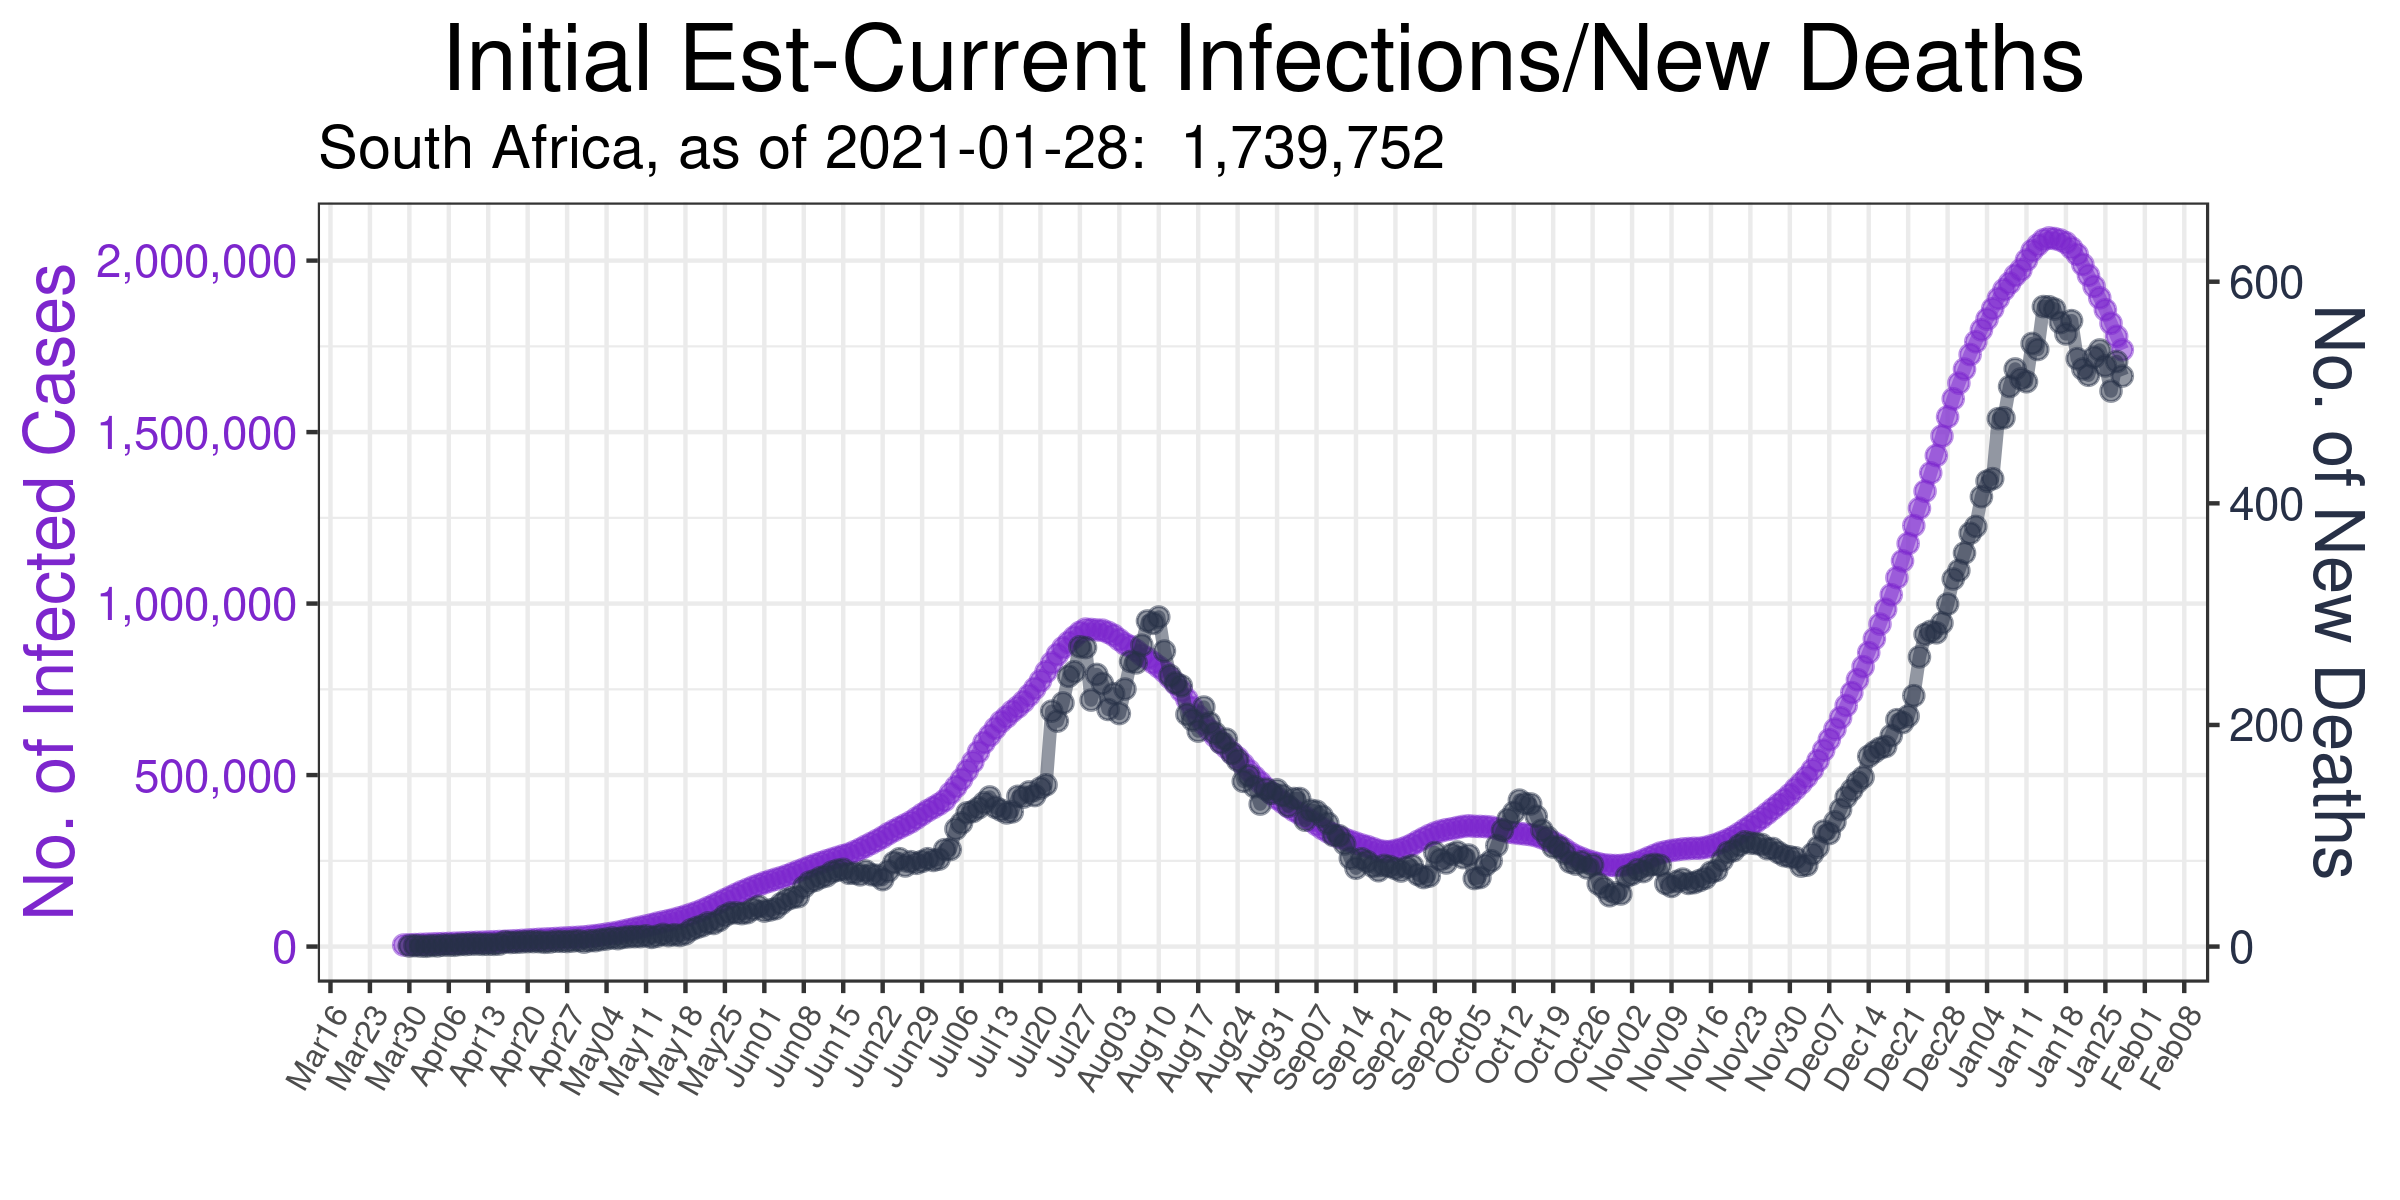 Initial Est-Current Infections/New Deaths
South Africa, as of 2021-01-28:  1,739,752
No. of Infected Cases
2,000,000
1,500,000
1,000,000
500,000
0
600
400
200
0
No. of New Deaths
Mar16
Mar23
Mar30
Apr06
Apr13
Apr20
Apr27
May04
May11
May18
May25
Jun01
Jun08
Jun15
Jun22
Jun29
Jul06
Jul13
Jul20
Jul27
Aug03
Aug10
Aug17
Aug24
Aug31
Sep07
Sep14
Sep21
Sep28
Oct05
Oct12
Oct19
Oct26
Nov02
Nov09
Nov16
Nov23
Nov30
Dec07
Dec14
Dec21
Dec28
Jan04
Jan11
Jan18
Jan25
Feb01
Feb08